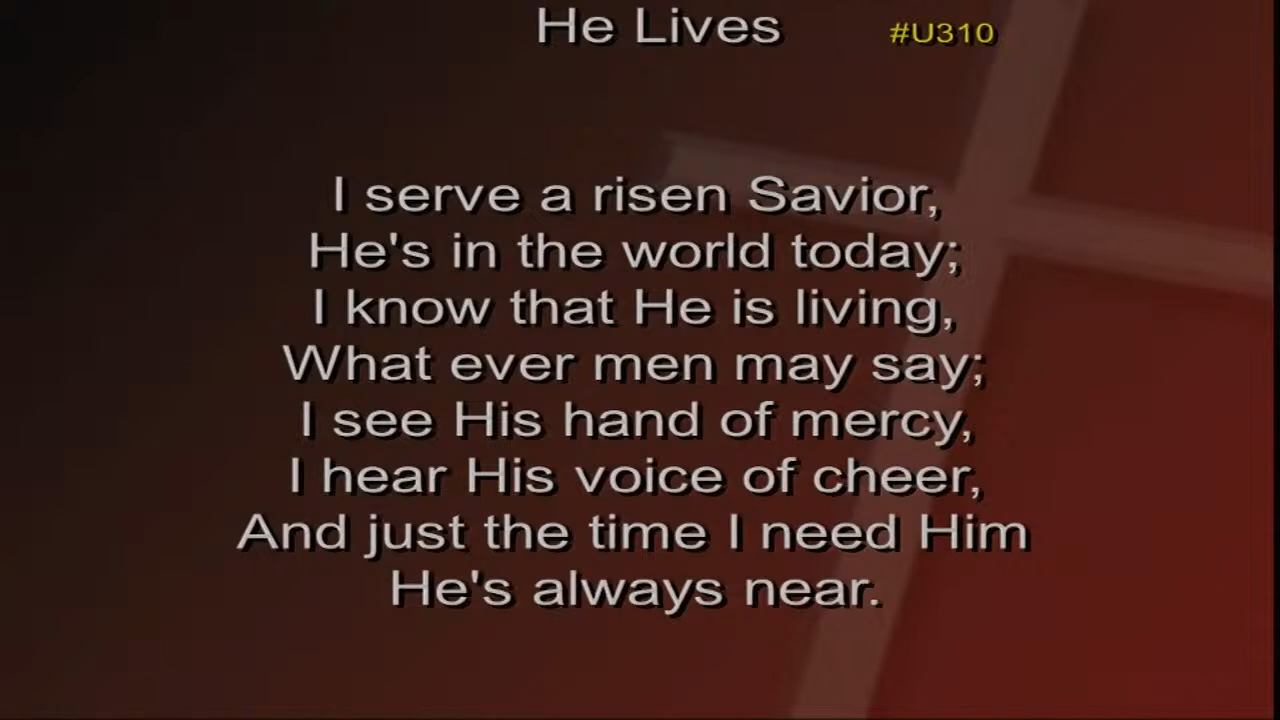 He Lives #U310
I serve a risen Savior,
He's in the world today;
I know that He is living,
What ever men may say;
I see His hand of mercy,
I hear His voice of cheer,
And just the time I need Him
He's always near.